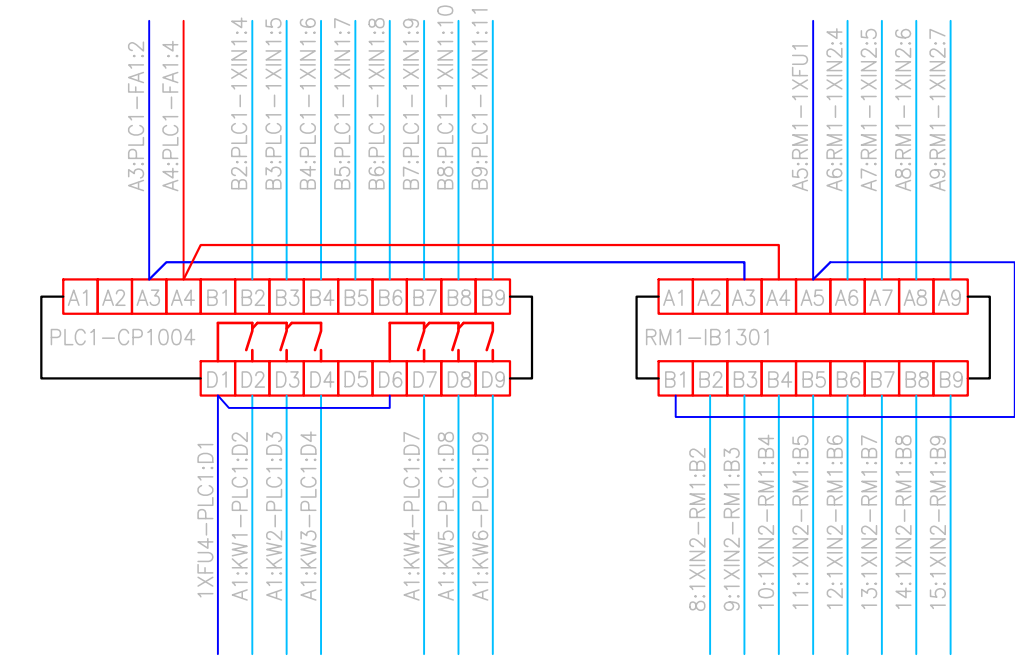 A3:PLC1-FA1:2
A4:PLC1-FA1:4
B2:PLC1-1XIN1:4
B3:PLC1-1XIN1:5
B4:PLC1-1XIN1:6
B5:PLC1-1XIN1:7
B6:PLC1-1XIN1:8
B7:PLC1-1XIN1:9
B8:PLC1-1XIN1:10
B9:PLC1-1XIN1:11
A5:RM1-1XFU1
A6:RM1-1XIN2:4
A7:RM1-1XIN2:5
A8:RM1-1XIN2:6
A9:RM1-1XIN2:7
A1 A2 A3 A4 B1 B2 B3 B4 B5 B6 B7 B8 B9
A1 A2 A3 A4 A5 A6 A7 A8 A9
PLC1-CP1004
RM1-IB1301
D1 D2 D3 D4 D5 D6 D7 D8 D9
B1 B2 B3 B4 B5 B6 B7 B8 B9
1XFU4-PLC1:D1
A1:KW1-PLC1:D2
A1:KW2-PLC1:D3
A1:KW3-PLC1:D4
A1:KW4-PLC1:D7
A1:KW5-PLC1:D8
A1:KW6-PLC1:D9
8:1XIN2-RM1:B2
9:1XIN2-RM1:B3
10:1XIN2-RM1:B4
11:1XIN2-RM1:B5
12:1XIN2-RM1:B6
13:1XIN2-RM1:B7
14:1XIN2-RM1:B8
15:1XIN2-RM1:B9